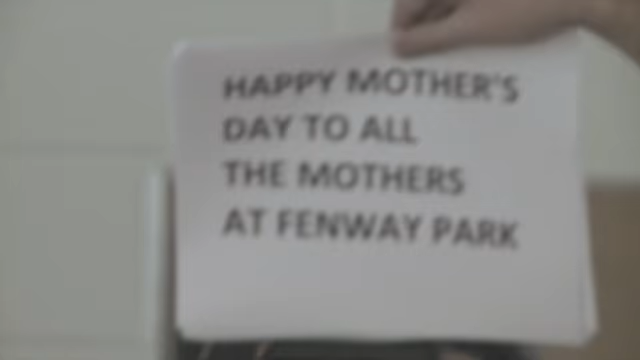 HAPPY MOTHER'S
DAY TO ALL
THE MOTHERS
AT FENWAY PARK